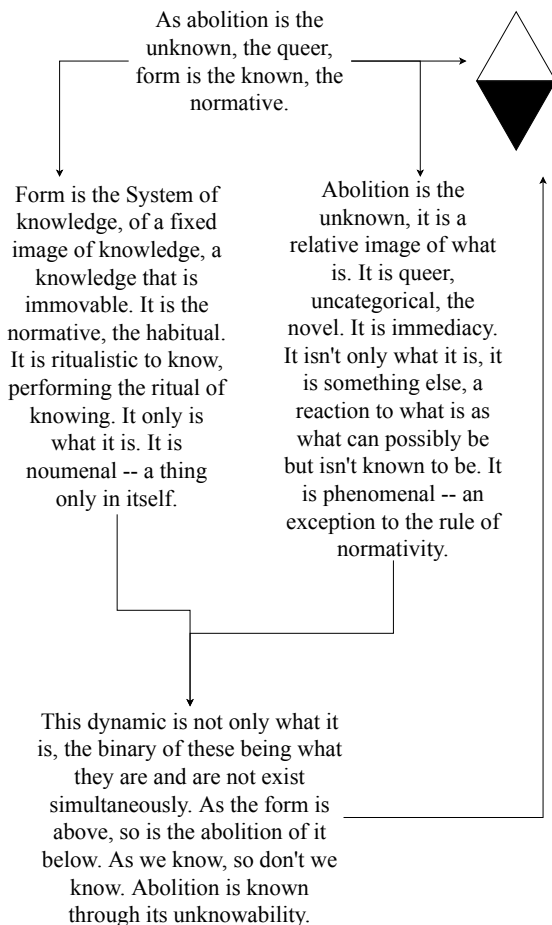 As abolition is the
unknown, the queer,
form is the known, the
normative.
Form is the System of
knowledge, of a fixed
image of knowledge, a
knowledge that is
immovable. It is the
normative, the habitual.
It is ritualistic to know,
performing the ritual of
knowing. It only is
what it is. It is
noumenal -- a thing
only in itself.
Abolition is the
unknown, it is a
relative image of what
is. It is queer,
uncategorical, the
novel. It is immediacy.
It isn't only what it is, it
is something else, a
reaction to what is as
what can possibly be
but isn't known to be. It
is phenomenal -- an
exception to the rule of
normativity.
This dynamic is not only what it
is, the binary of these being what
they are and are not exist
simultaneously. As the form is
above, so is the abolition of it
below. As we know, so don't we
know. Abolition is known
through its unknowability.